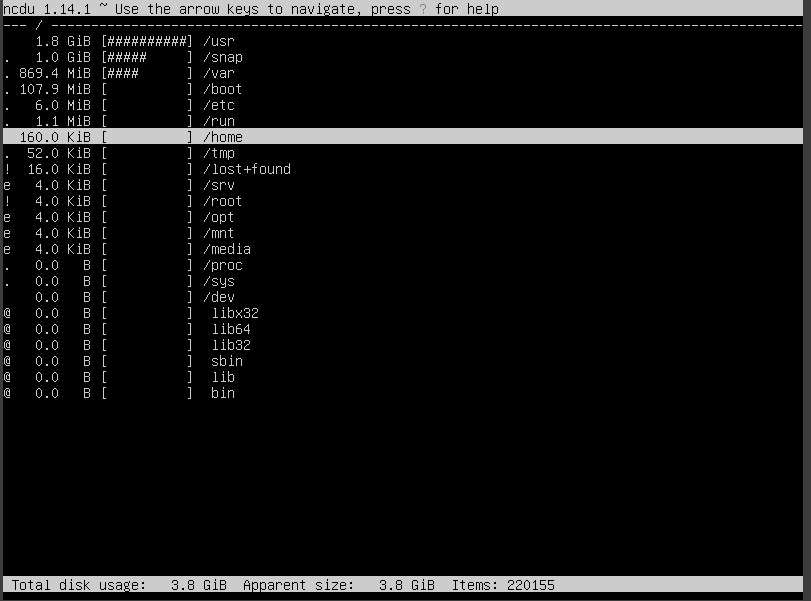 ncdu 1.14.1 ~ Use the arrow keys to navigate, press ? for help
--- / ----------------------------------------------------------------------------------------------
    1.8 GiB [##########] /usr
.   1.0 GiB [#####     ] /snap
. 869.4 MiB [####      ] /var
. 107.9 MiB [          ] /boot
.   6.0 MiB [          ] /etc
.   1.1 MiB [          ] /run
  160.0 KiB [          ] /home
.  52.0 KiB [          ] /tmp
!  16.0 KiB [          ] /lost+found
e   4.0 KiB [          ] /srv
!   4.0 KiB [          ] /root
e   4.0 KiB [          ] /opt
e   4.0 KiB [          ] /mnt
e   4.0 KiB [          ] /media
.   0.0   B [          ] /proc
.   0.0   B [          ] /sys
    0.0   B [          ] /dev
@   0.0   B [          ]  libx32
@   0.0   B [          ]  lib64
@   0.0   B [          ]  lib32
@   0.0   B [          ]  sbin
@   0.0   B [          ]  lib
@   0.0   B [          ]  bin
Total disk usage:   3.8 GiB  Apparent size:   3.8 GiB  Items: 220155